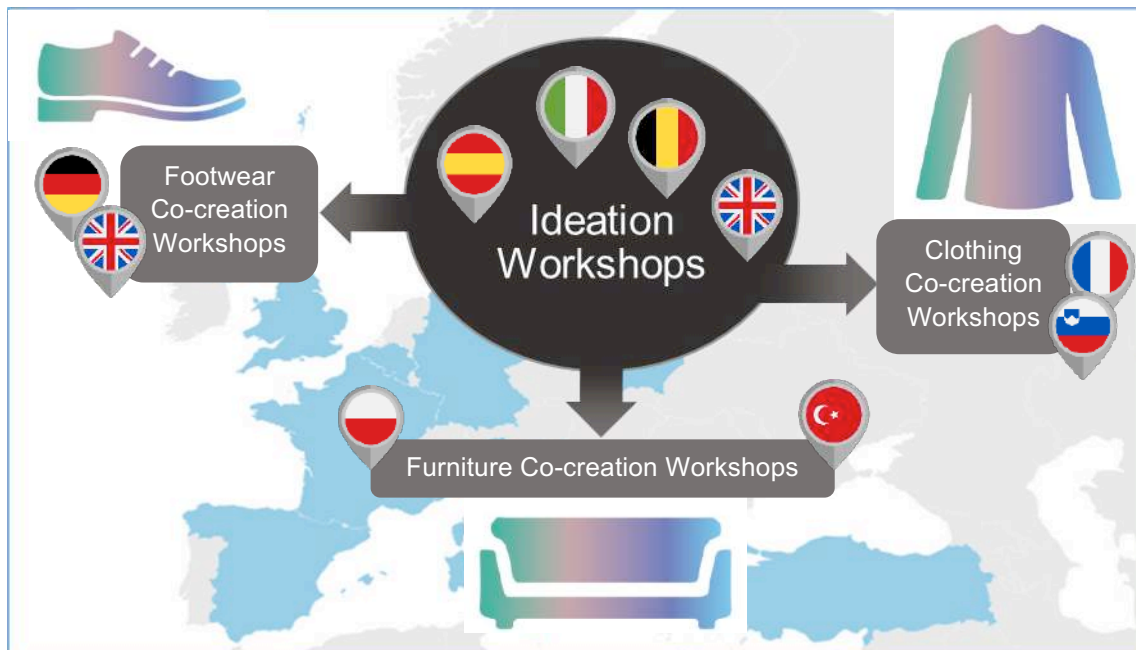 Footwear
Co-creation
Workshops
Ideation
Workshops
Clothing
Co-creation
Workshops
Furniture Co-creation Workshops